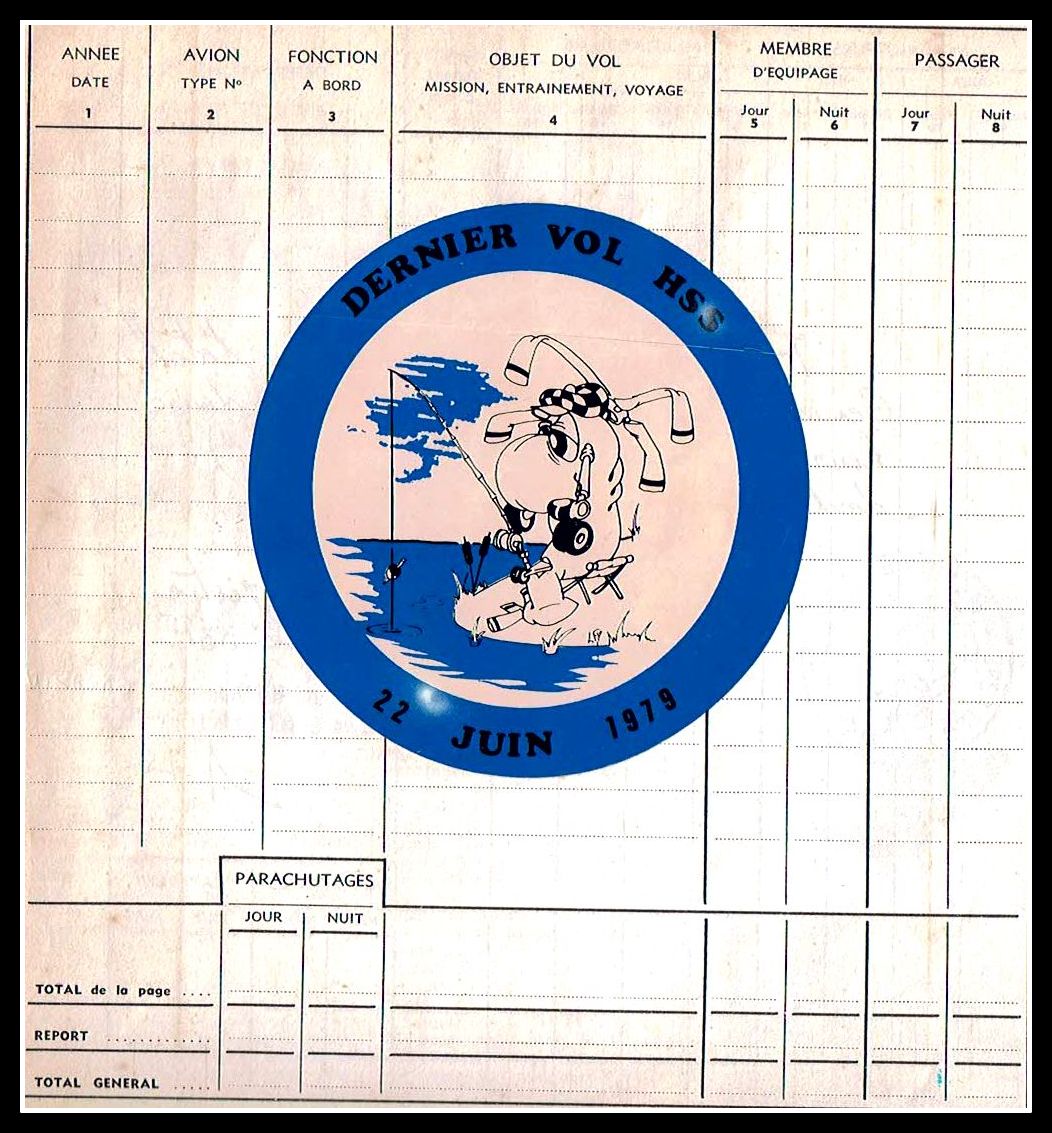 ANNEE
DATE
1
AVION
TYPE Nº
2
FONCTION
A BORD
3
OBJET DU VOL
MISSION, ENTRAINEMENT, VOYAGE
4
MEMBRE
D'EQUIPAGE
Jour
5
Nuit
6
PASSAGER
Jour
7
Nuit
8
DERNIER VOL HSS
22 JUIN 1979
PARACHUTAGES
JOUR
NUIT
TOTAL de la page ....
REPORT ............
TOTAL GENERAL .....